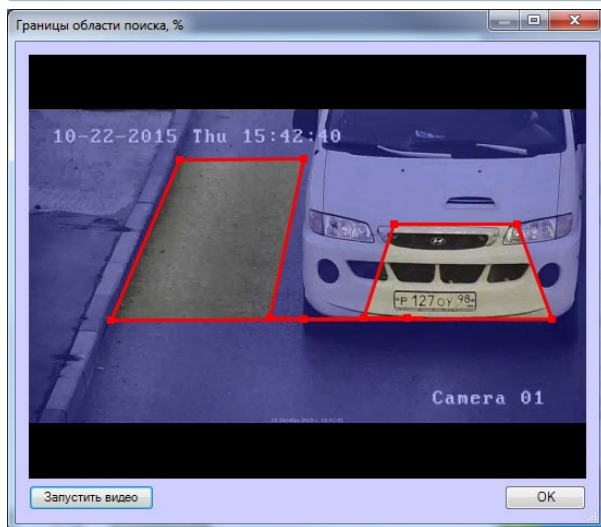 Границы области поиска, %
10-22-2015 Thu 15:42:40
Р 127 ОУ 98
Camera 01
Запустить видео
OK